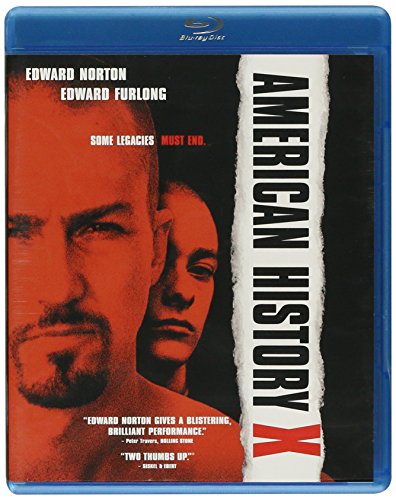 Blu-ray Disc
EDWARD NORTON
EDWARD FURLONG
SOME LEGACIES MUST END.
AMERICAN HISTORY X
"EDWARD NORTON GIVES A BLISTERING,
BRILLIANT PERFORMANCE."
- Peter Travers, ROLLING STONE
"TWO THUMBS UP."
- SISKEL & EBERT